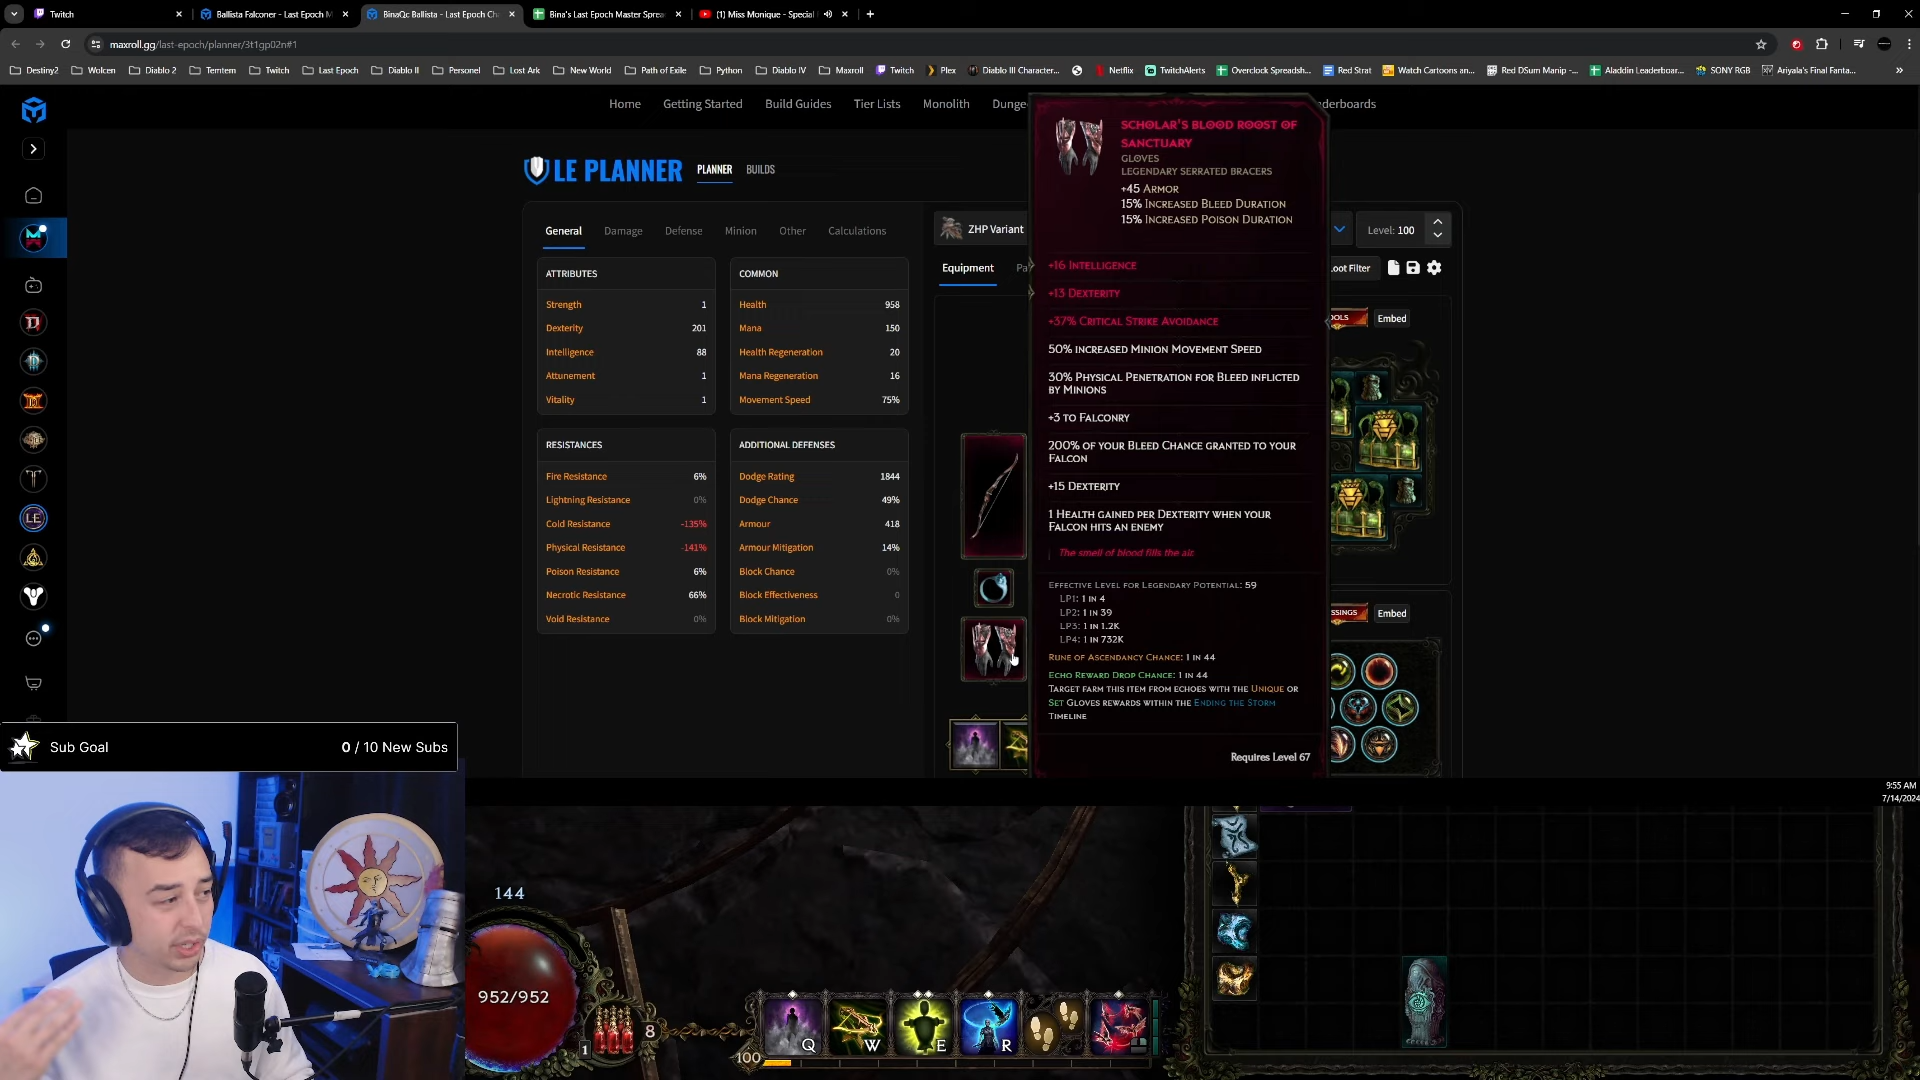 Twitch
Ballista Falconer - Last Epoch M
BinaQc Ballista - Last Epoch Ch
Bina's Last Epoch Master Sprea
(1) Miss Monique - Special
maxroll.gg/last-epoch/planner/3t1gp02n#1
Destiny2 Wolcen Diablo 2 Temtem Twitch Last Epoch Diablo II Personel Lost Ark New World Path of Exile Python Diablo IV Maxroll Twitch Plex Diablo III Character... Netflix TwitchAlerts Overclock Spreadsh... Red Strat Watch Cartoons an... Red DSum Manip -... Aladdin Leaderboar... SONY RGB Ariyala's Final Fanta...
Home Getting Started Build Guides Tier Lists Monolith Dunge
derboards
LE PLANNER PLANNER BUILDS
General Damage Defense Minion Other Calculations
ATTRIBUTES
Strength 1
Dexterity 201
Intelligence 88
Attunement 1
Vitality 1
COMMON
Health 958
Mana 150
Health Regeneration 20
Mana Regeneration 16
Movement Speed 75%
RESISTANCES
Fire Resistance 6%
Lightning Resistance 0%
Cold Resistance -135%
Physical Resistance -141%
Poison Resistance 6%
Necrotic Resistance 66%
Void Resistance 0%
ADDITIONAL DEFENSES
Dodge Rating 1844
Dodge Chance 49%
Armour 418
Armour Mitigation 14%
Block Chance 0%
Block Effectiveness 0
Block Mitigation 0%
ZHP Variant
Level: 100
Equipment Pa
oot Filter
OLS Embed
SSINGS Embed
SCHOLAR'S BLOOD ROOST OF
SANCTUARY
GLOVES
LEGENDARY SERRATED BRACERS
+45 ARMOR
15% INCREASED BLEED DURATION
15% INCREASED POISON DURATION
+16 INTELLIGENCE
+13 DEXTERITY
+37% CRITICAL STRIKE AVOIDANCE
50% INCREASED MINION MOVEMENT SPEED
30% PHYSICAL PENETRATION FOR BLEED INFLICTED
BY MINIONS
+3 TO FALCONRY
200% OF YOUR BLEED CHANCE GRANTED TO YOUR
FALCON
+15 DEXTERITY
1 HEALTH GAINED PER DEXTERITY WHEN YOUR
FALCON HITS AN ENEMY
The smell of blood fills the air.
EFFECTIVE LEVEL FOR LEGENDARY POTENTIAL: 59
LP1: 1 IN 4
LP2: 1 IN 39
LP3: 1 IN 1.2K
LP4: 1 IN 732K
RUNE OF ASCENDANCY CHANCE: 1 IN 44
ECHO REWARD DROP CHANCE: 1 IN 44
TARGET FARM THIS ITEM FROM ECHOES WITH THE UNIQUE OR
SET GLOVES REWARDS WITHIN THE ENDING THE STORM
TIMELINE
Requires Level 67
Sub Goal 0 / 10 New Subs
9:55 AM
7/14/2024
144
952/952
1
8
100
Q W E R